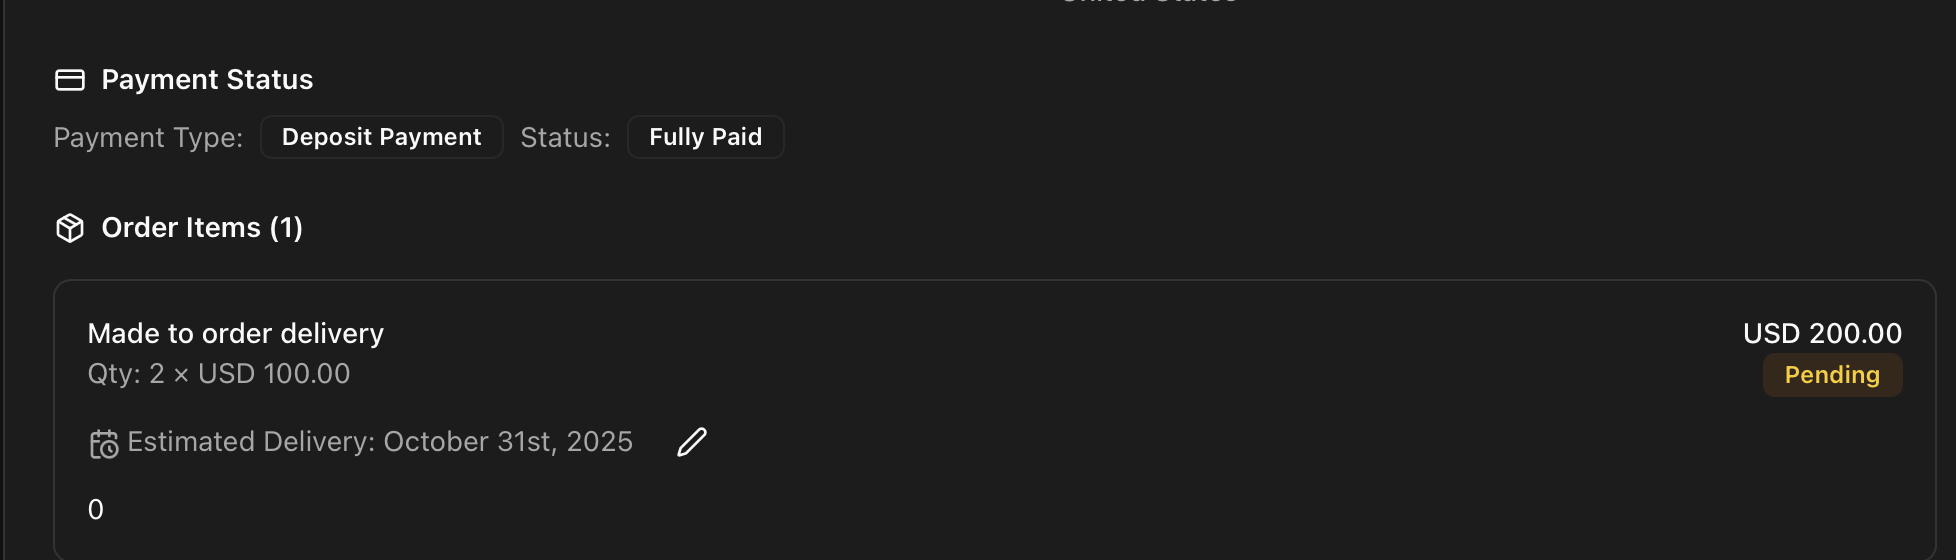 Payment Status
Payment Type: Deposit Payment Status: Fully Paid
Order Items (1)
Made to order delivery USD 200.00
Qty: 2 × USD 100.00 Pending
Estimated Delivery: October 31st, 2025
0